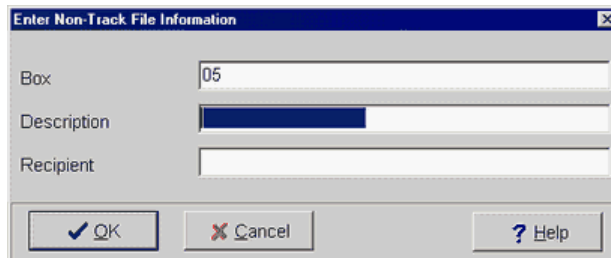 Enter Non-Track File Information
Box 05
Description
Recipient
OK Cancel ? Help